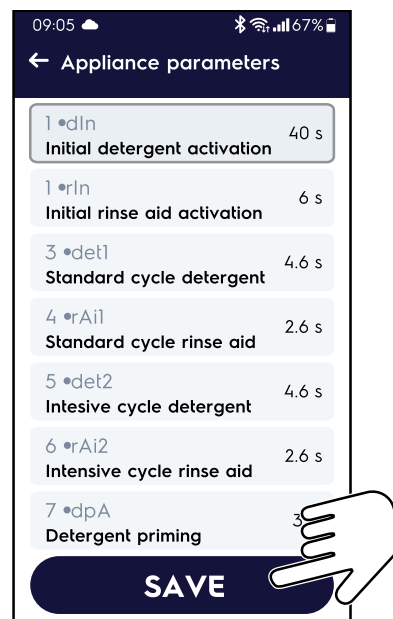 09:05 67%
← Appliance parameters
1 •dIn
Initial detergent activation
40 s
1 •rIn
Initial rinse aid activation
6 s
3 •det1
Standard cycle detergent
4.6 s
4 •rAi1
Standard cycle rinse aid
2.6 s
5 •det2
Intesive cycle detergent
4.6 s
6 •rAi2
Intensive cycle rinse aid
2.6 s
7 •dpA
Detergent priming
SAVE